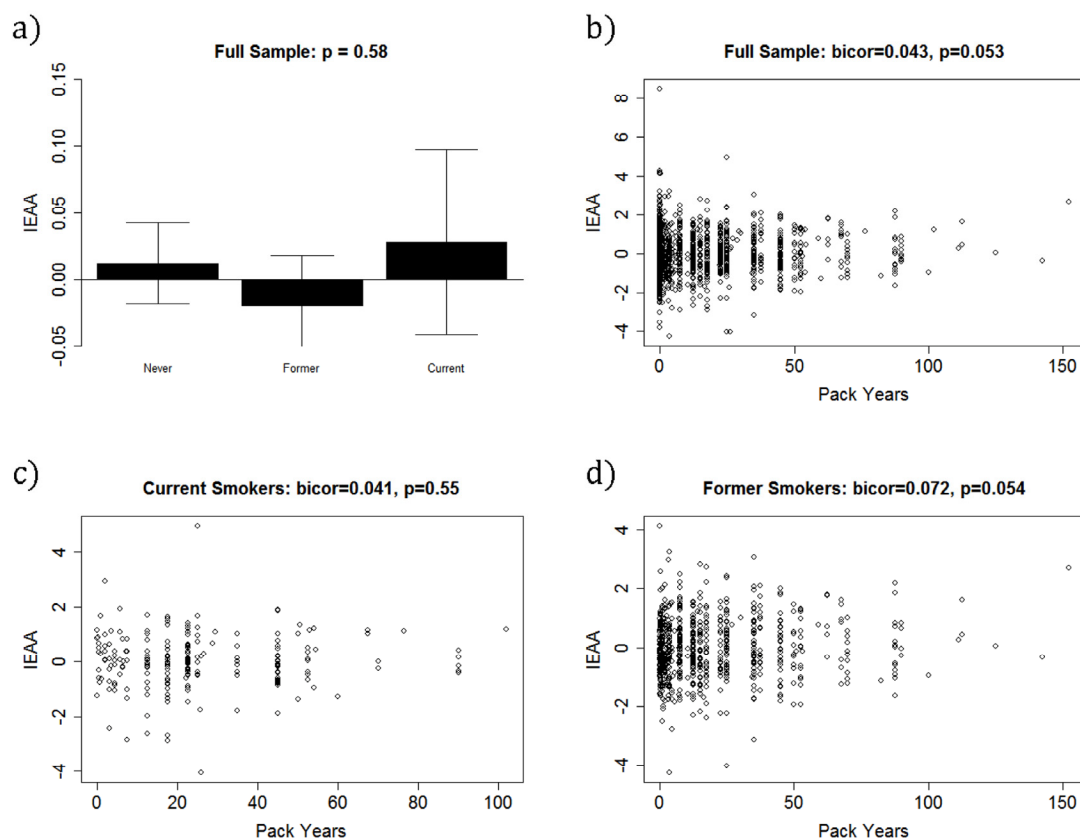 a)
Full Sample: p = 0.58
0.15
0.10
0.05
0.00
-0.05
IEAA
Never Former Current
b)
Full Sample: bicor=0.043, p=0.053
8
6
4
2
0
-2
-4
IEAA
0 50 100 150
Pack Years
c)
Current Smokers: bicor=0.041, p=0.55
4
2
0
-2
-4
IEAA
0 20 40 60 80 100
Pack Years
d)
Former Smokers: bicor=0.072, p=0.054
4
2
0
-2
-4
IEAA
0 50 100 150
Pack Years